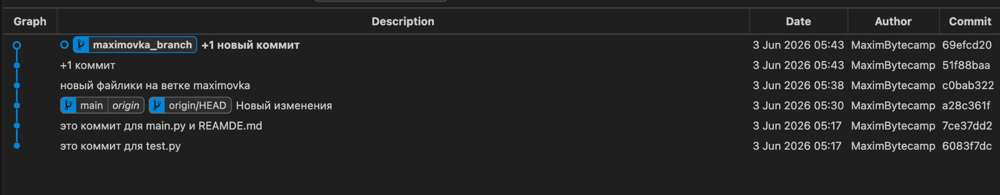 Graph Description Date Author Commit
maximovka_branch +1 новый коммит 3 Jun 2026 05:43 MaximBytecamp 69efcd20
+1 коммит 3 Jun 2026 05:43 MaximBytecamp 51f88baa
новый файлики на ветке maximovka 3 Jun 2026 05:38 MaximBytecamp c0bab322
main origin origin/HEAD Новый изменения 3 Jun 2026 05:30 MaximBytecamp a28c361f
это коммит для main.py и REAMDE.md 3 Jun 2026 05:17 MaximBytecamp 7ce37dd2
это коммит для test.py 3 Jun 2026 05:17 MaximBytecamp 6083f7dc